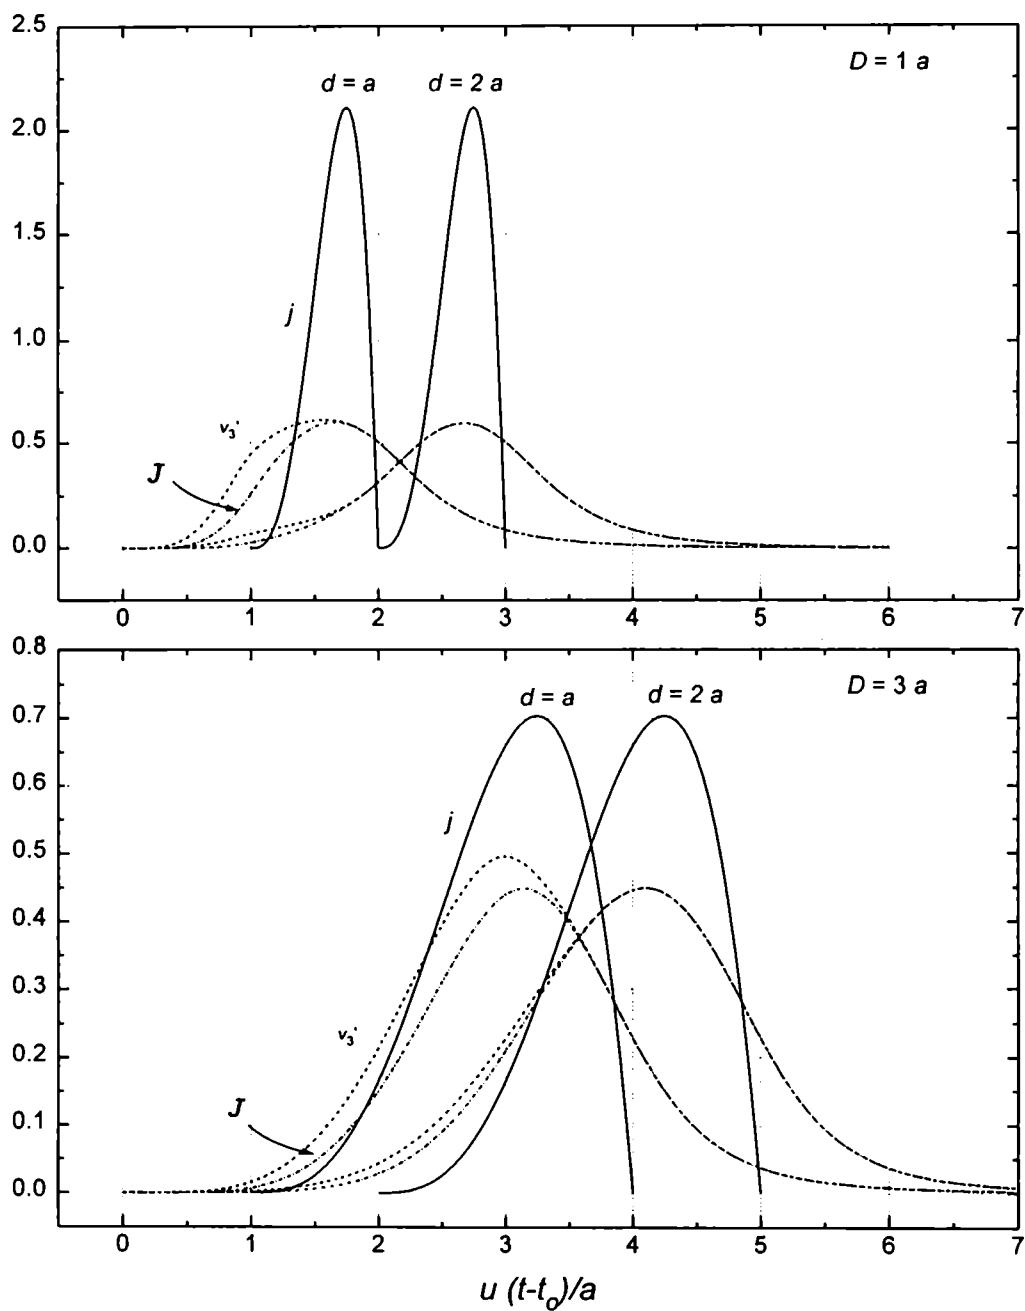 2.5
D = 1 a
d = a d = 2 a
2.0
1.5
j
1.0
v₃'
0.5
J
0.0
0 1 2 3 4 5 6 7
0.8
D = 3 a
d = a d = 2 a
0.7
0.6
j
0.5
0.4
0.3
v₃'
0.2
J
0.1
0.0
0 1 2 3 4 5 6 7
u (t-t₀)/a